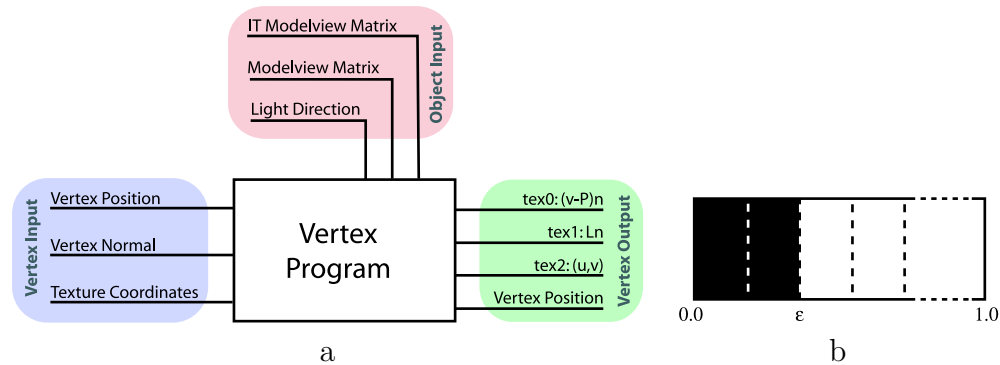 IT Modelview Matrix
Modelview Matrix
Light Direction
Object Input
Vertex Input
Vertex Position
Vertex Normal
Texture Coordinates
Vertex
Program
tex0: (v-P)n
tex1: Ln
tex2: (u,v)
Vertex Position
Vertex Output
a
0.0
ε
1.0
b